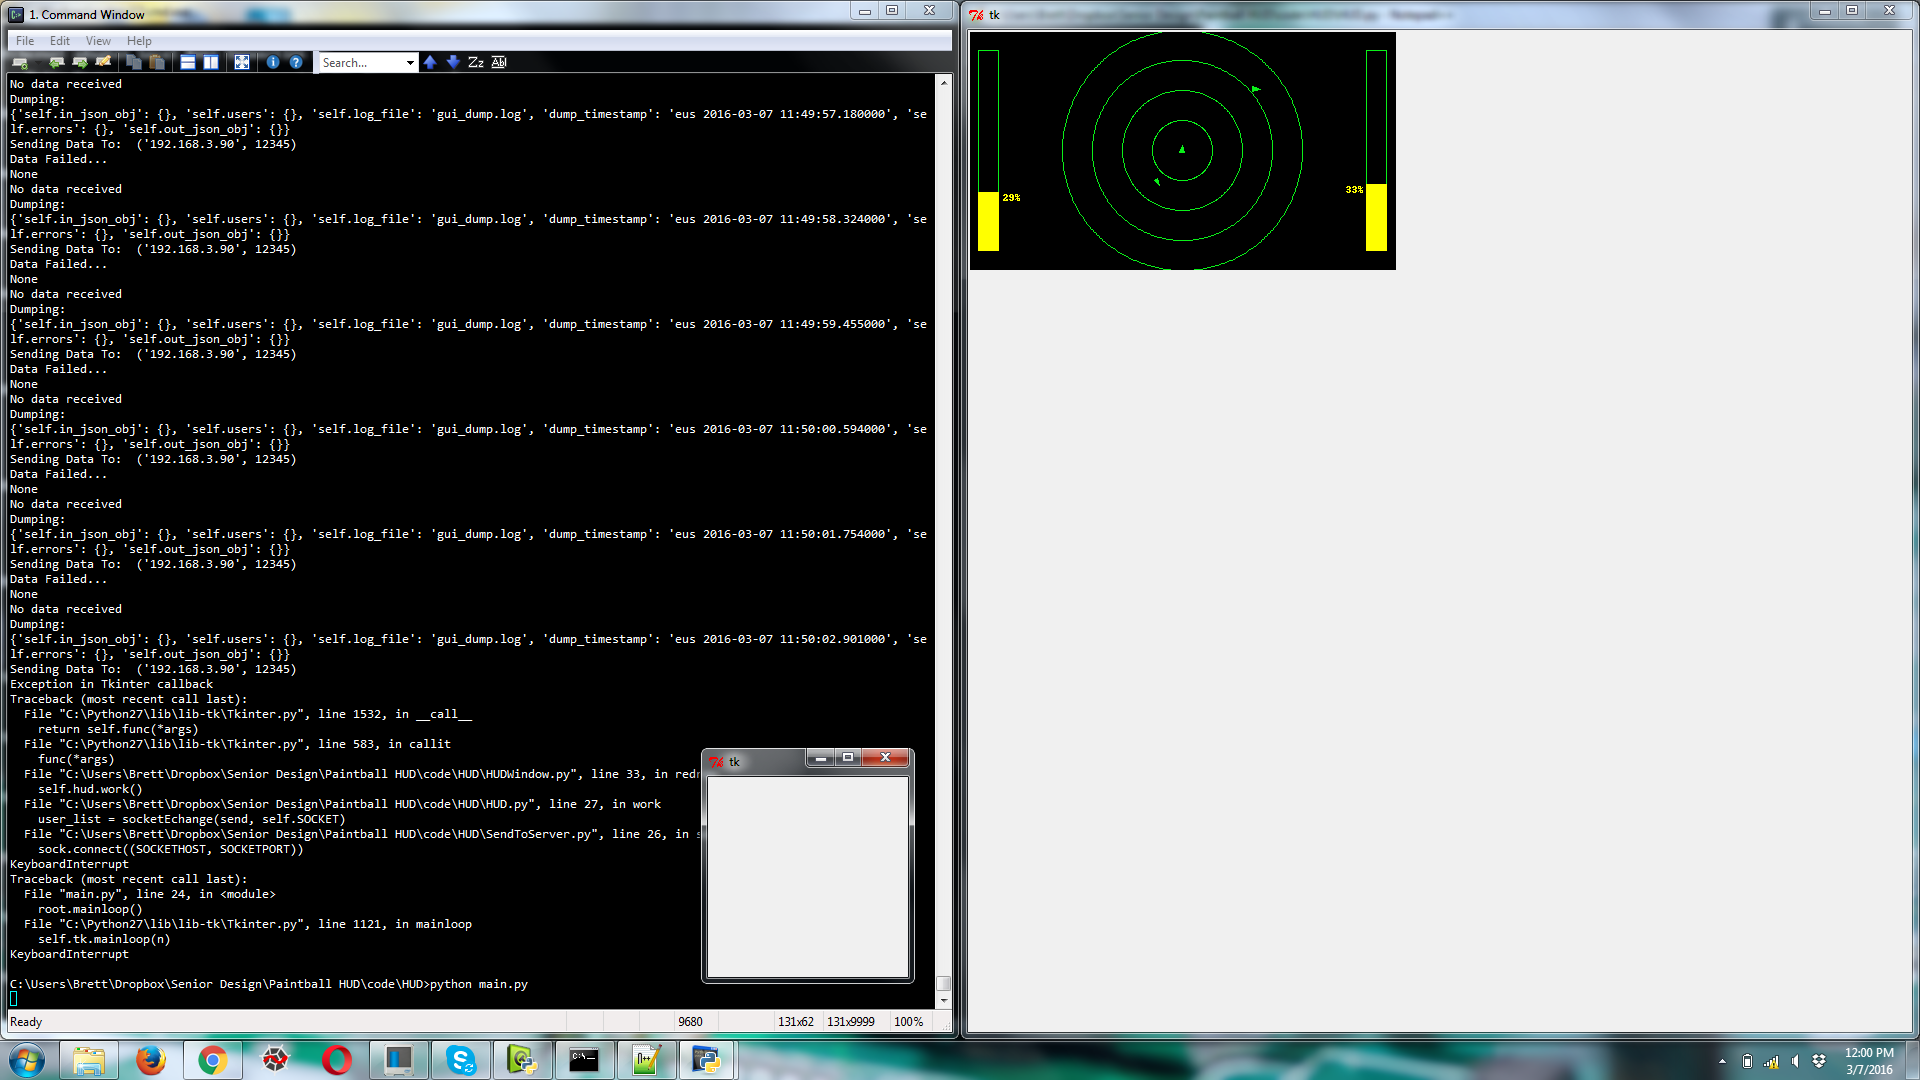 1. Command Window
File Edit View Help
Search...
No data received
Dumping:
{'self.in_json_obj': {}, 'self.users': {}, 'self.log_file': 'gui_dump.log', 'dump_timestamp': 'eus 2016-03-07 11:49:57.180000', 'se
lf.errors': {}, 'self.out_json_obj': {}}
Sending Data To:  ('192.168.3.90', 12345)
Data Failed...
None
No data received
Dumping:
{'self.in_json_obj': {}, 'self.users': {}, 'self.log_file': 'gui_dump.log', 'dump_timestamp': 'eus 2016-03-07 11:49:58.324000', 'se
lf.errors': {}, 'self.out_json_obj': {}}
Sending Data To:  ('192.168.3.90', 12345)
Data Failed...
None
No data received
Dumping:
{'self.in_json_obj': {}, 'self.users': {}, 'self.log_file': 'gui_dump.log', 'dump_timestamp': 'eus 2016-03-07 11:49:59.455000', 'se
lf.errors': {}, 'self.out_json_obj': {}}
Sending Data To:  ('192.168.3.90', 12345)
Data Failed...
None
No data received
Dumping:
{'self.in_json_obj': {}, 'self.users': {}, 'self.log_file': 'gui_dump.log', 'dump_timestamp': 'eus 2016-03-07 11:50:00.594000', 'se
lf.errors': {}, 'self.out_json_obj': {}}
Sending Data To:  ('192.168.3.90', 12345)
Data Failed...
None
No data received
Dumping:
{'self.in_json_obj': {}, 'self.users': {}, 'self.log_file': 'gui_dump.log', 'dump_timestamp': 'eus 2016-03-07 11:50:01.754000', 'se
lf.errors': {}, 'self.out_json_obj': {}}
Sending Data To:  ('192.168.3.90', 12345)
Data Failed...
None
No data received
Dumping:
{'self.in_json_obj': {}, 'self.users': {}, 'self.log_file': 'gui_dump.log', 'dump_timestamp': 'eus 2016-03-07 11:50:02.901000', 'se
lf.errors': {}, 'self.out_json_obj': {}}
Sending Data To:  ('192.168.3.90', 12345)
Exception in Tkinter callback
Traceback (most recent call last):
  File "C:\Python27\lib\lib-tk\Tkinter.py", line 1532, in __call__
    return self.func(*args)
  File "C:\Python27\lib\lib-tk\Tkinter.py", line 583, in callit
    func(*args)
  File "C:\Users\Brett\Dropbox\Senior Design\Paintball HUD\code\HUD\HUDWindow.py", line 33, in
    self.hud.work()
  File "C:\Users\Brett\Dropbox\Senior Design\Paintball HUD\code\HUD\HUD.py", line 27, in work
    user_list = socketEchange(send, self.SOCKET)
  File "C:\Users\Brett\Dropbox\Senior Design\Paintball HUD\code\HUD\SendToServer.py", line 26, in
    sock.connect((SOCKETHOST, SOCKETPORT))
KeyboardInterrupt
Traceback (most recent call last):
  File "main.py", line 24, in <module>
    root.mainloop()
  File "C:\Python27\lib\lib-tk\Tkinter.py", line 1121, in mainloop
    self.tk.mainloop(n)
KeyboardInterrupt
C:\Users\Brett\Dropbox\Senior Design\Paintball HUD\code\HUD>python main.py
Ready 9680 131x62 131x9999 100%
tk
tk
29%
33%
12:00 PM
3/7/2016